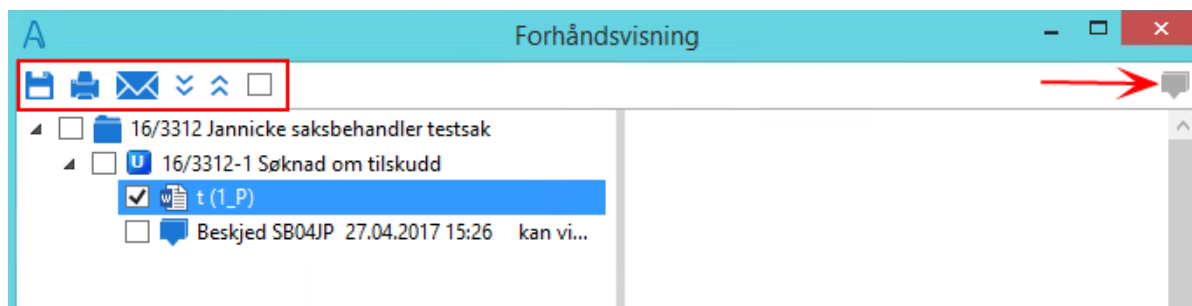 Forhåndsvisning
16/3312 Jannicke saksbehandler testsak
U 16/3312-1 Søknad om tilskudd
t (1_P)
Beskjed SB04JP 27.04.2017 15:26 kan vi...